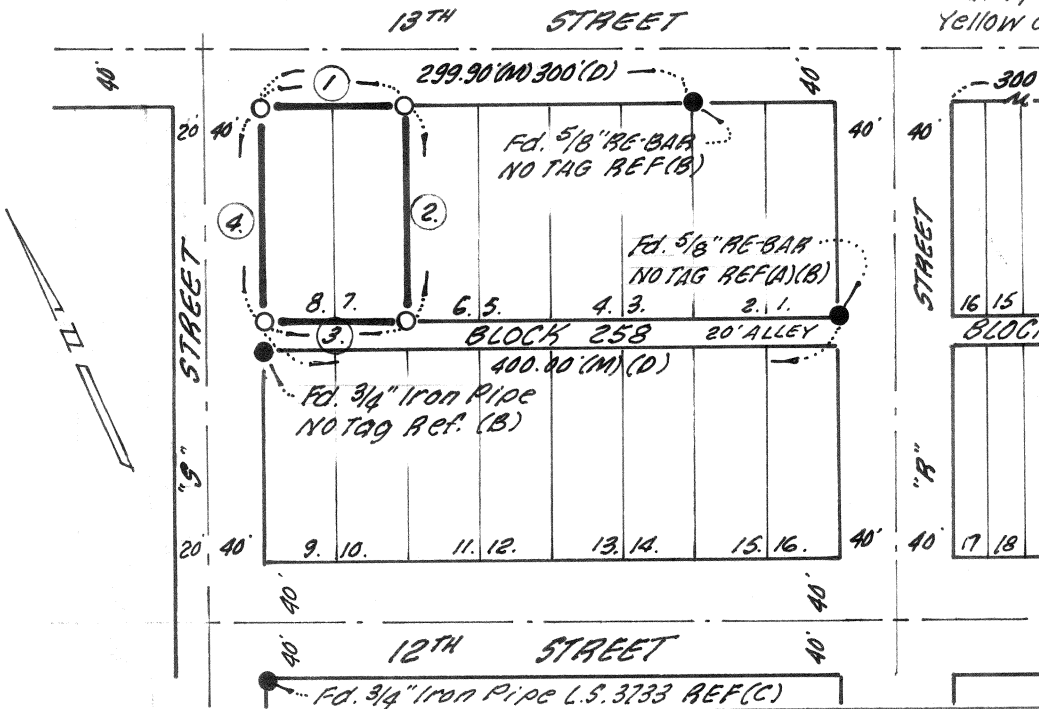 13TH STREET
Yellow
40'
1
299.90'(M) 300'(D)
40'
300
20' 40'
40' 40'
Fd. 5/8" RE-BAR
NO TAG REF(B)
4.
2.
Fd. 5/8" RE-BAR
NO TAG REF(A)(B)
"S" STREET
"R" STREET
8. 7. 6. 5. 4. 3. 2. 1.
16 15
3.
BLOCK 258
20' ALLEY
BLOCK
400.00'(M)(D)
Fd. 3/4" Iron Pipe
NO Tag Ref. (B)
20 40'
9. 10. 11. 12. 13. 14. 15. 16.
40' 40'
17 18
40' 40'
40' 40'
12TH STREET
Fd. 3/4" Iron Pipe L.S. 3733 REF(C)